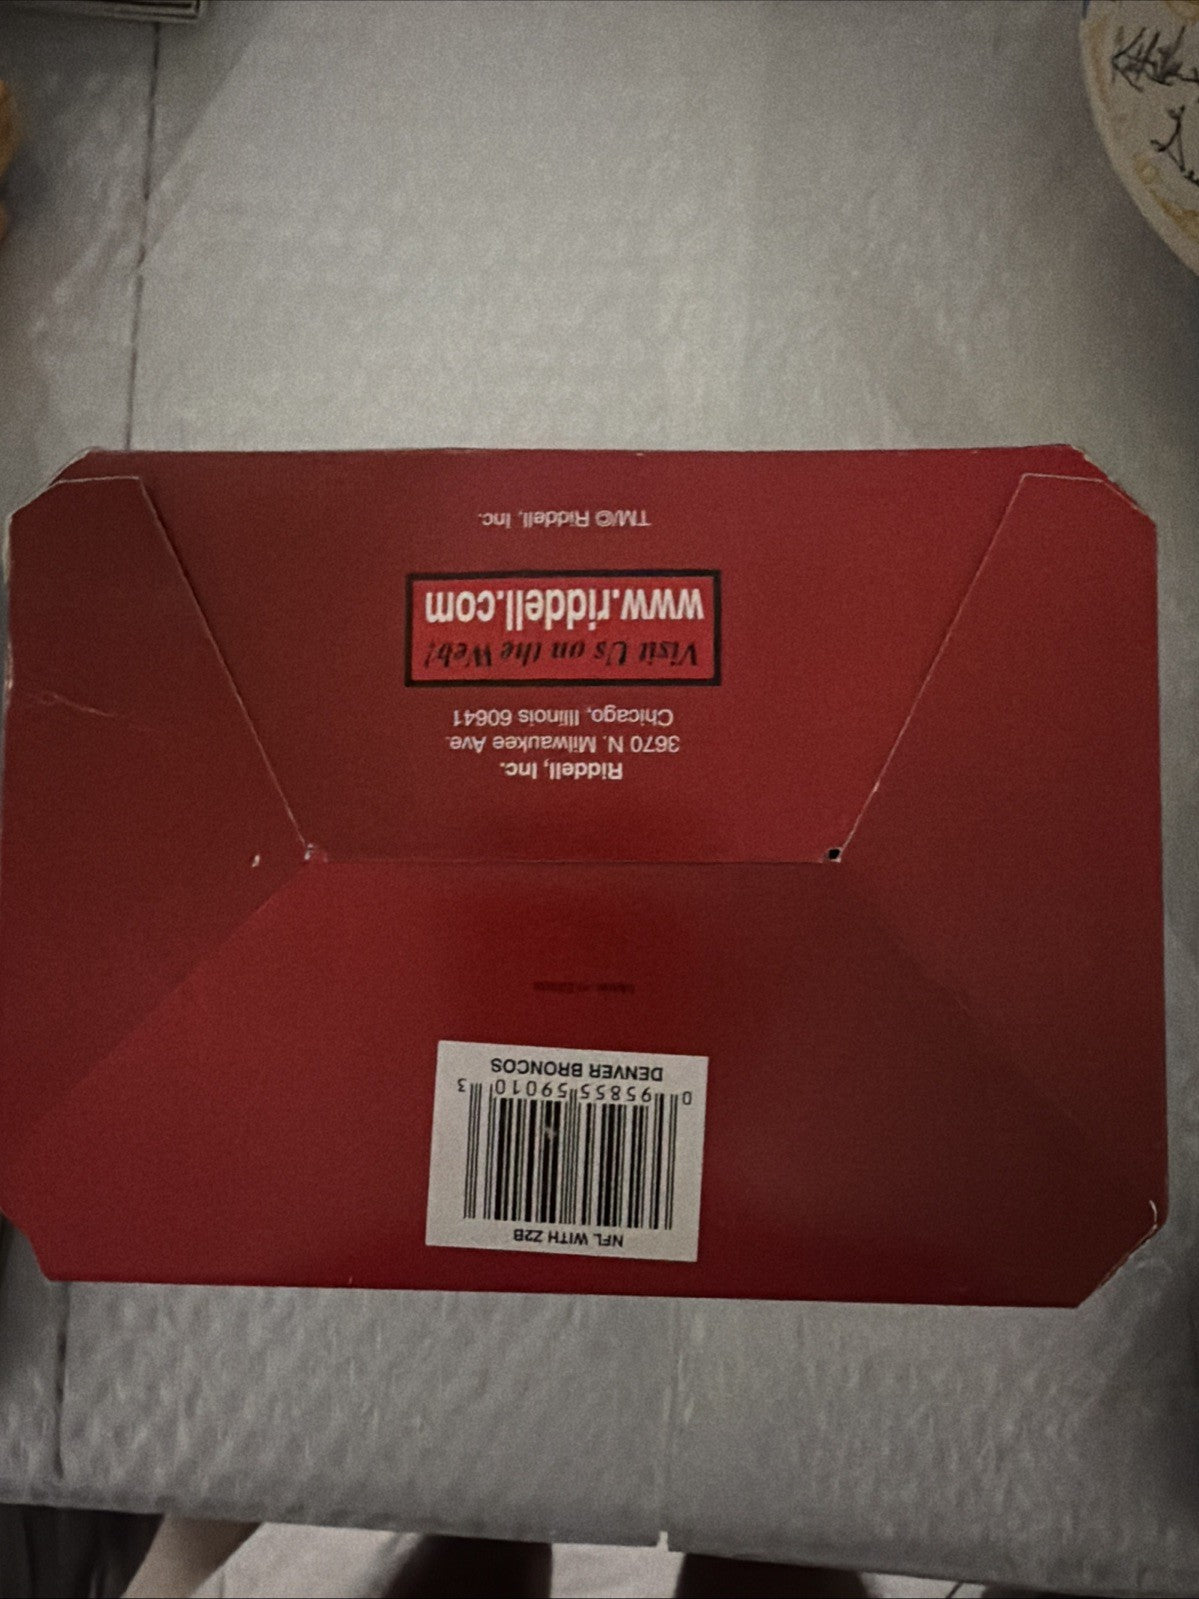 NFL WITH Z2B
0 95855 59010 3
DENVER BRONCOS
Riddell, Inc.
3670 N. Milwaukee Ave.
Chicago, Illinois 60641
Visit Us on the Web!
www.riddell.com
TM/© Riddell, Inc.